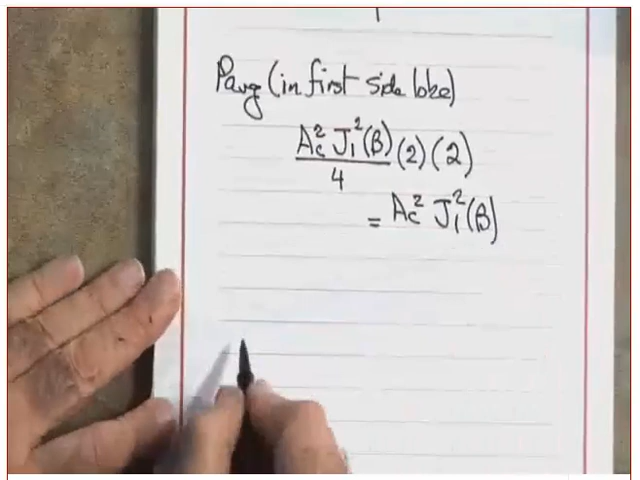 Pavg (in first side lobe)
Ac² J₁²(β)/4 (2) (2)
= Ac² J₁²(β)